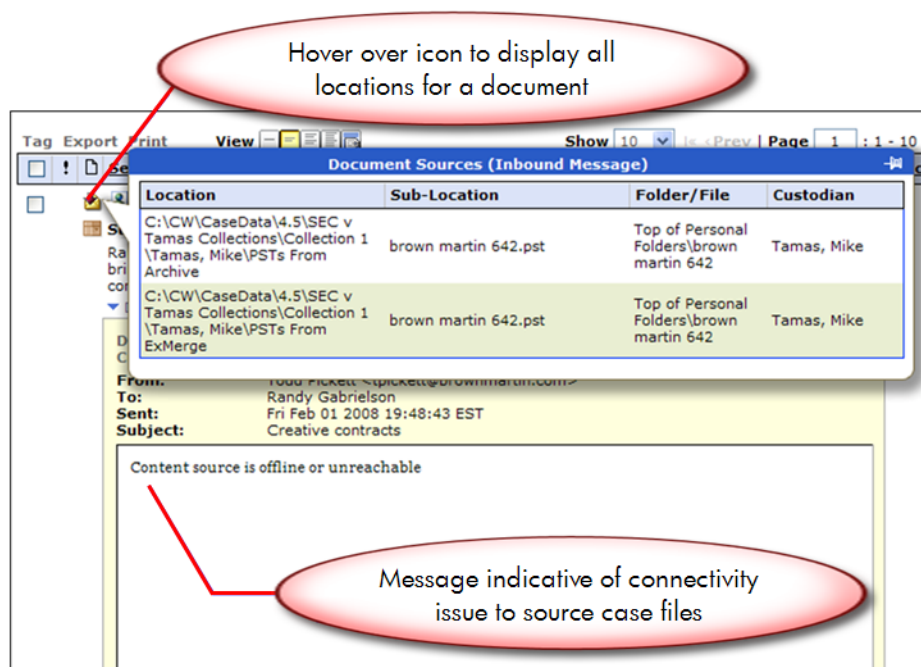 Hover over icon to display all
locations for a document
Tag Export Print View Show 10 |< <Prev | Page 1 : 1 - 10
!
Document Sources (Inbound Message)
Location Sub-Location Folder/File Custodian
C:\CW\CaseData\4.5\SEC v
Tamas Collections\Collection 1
\Tamas, Mike\PSTs From
Archive
brown martin 642.pst
Top of Personal
Folders\brown
martin 642
Tamas, Mike
C:\CW\CaseData\4.5\SEC v
Tamas Collections\Collection 1
\Tamas, Mike\PSTs From
ExMerge
brown martin 642.pst
Top of Personal
Folders\brown
martin 642
Tamas, Mike
From: Todd Pickett <tpickett@brownmartin.com>
To: Randy Gabrielson
Sent: Fri Feb 01 2008 19:48:43 EST
Subject: Creative contracts
Content source is offline or unreachable
Message indicative of connectivity
issue to source case files